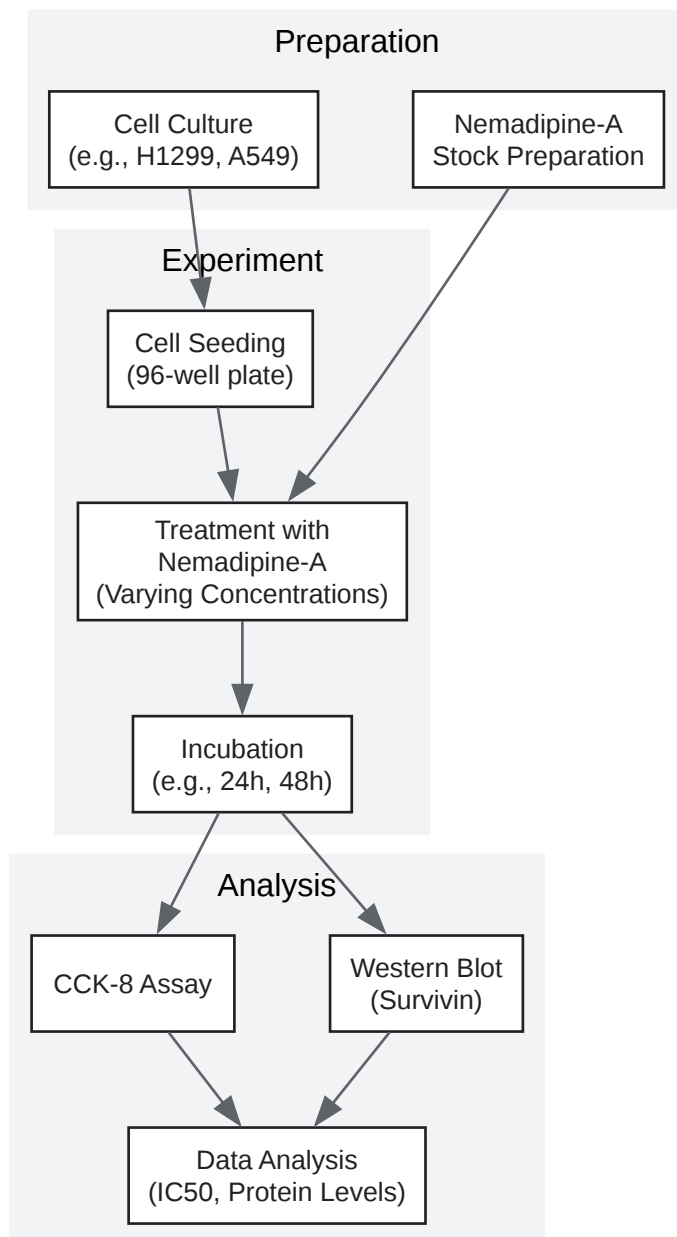 Preparation
Cell Culture
(e.g., H1299, A549)
Nemadipine-A
Stock Preparation
Experiment
Cell Seeding
(96-well plate)
Treatment with
Nemadipine-A
(Varying Concentrations)
Incubation
(e.g., 24h, 48h)
Analysis
CCK-8 Assay
Western Blot
(Survivin)
Data Analysis
(IC50, Protein Levels)